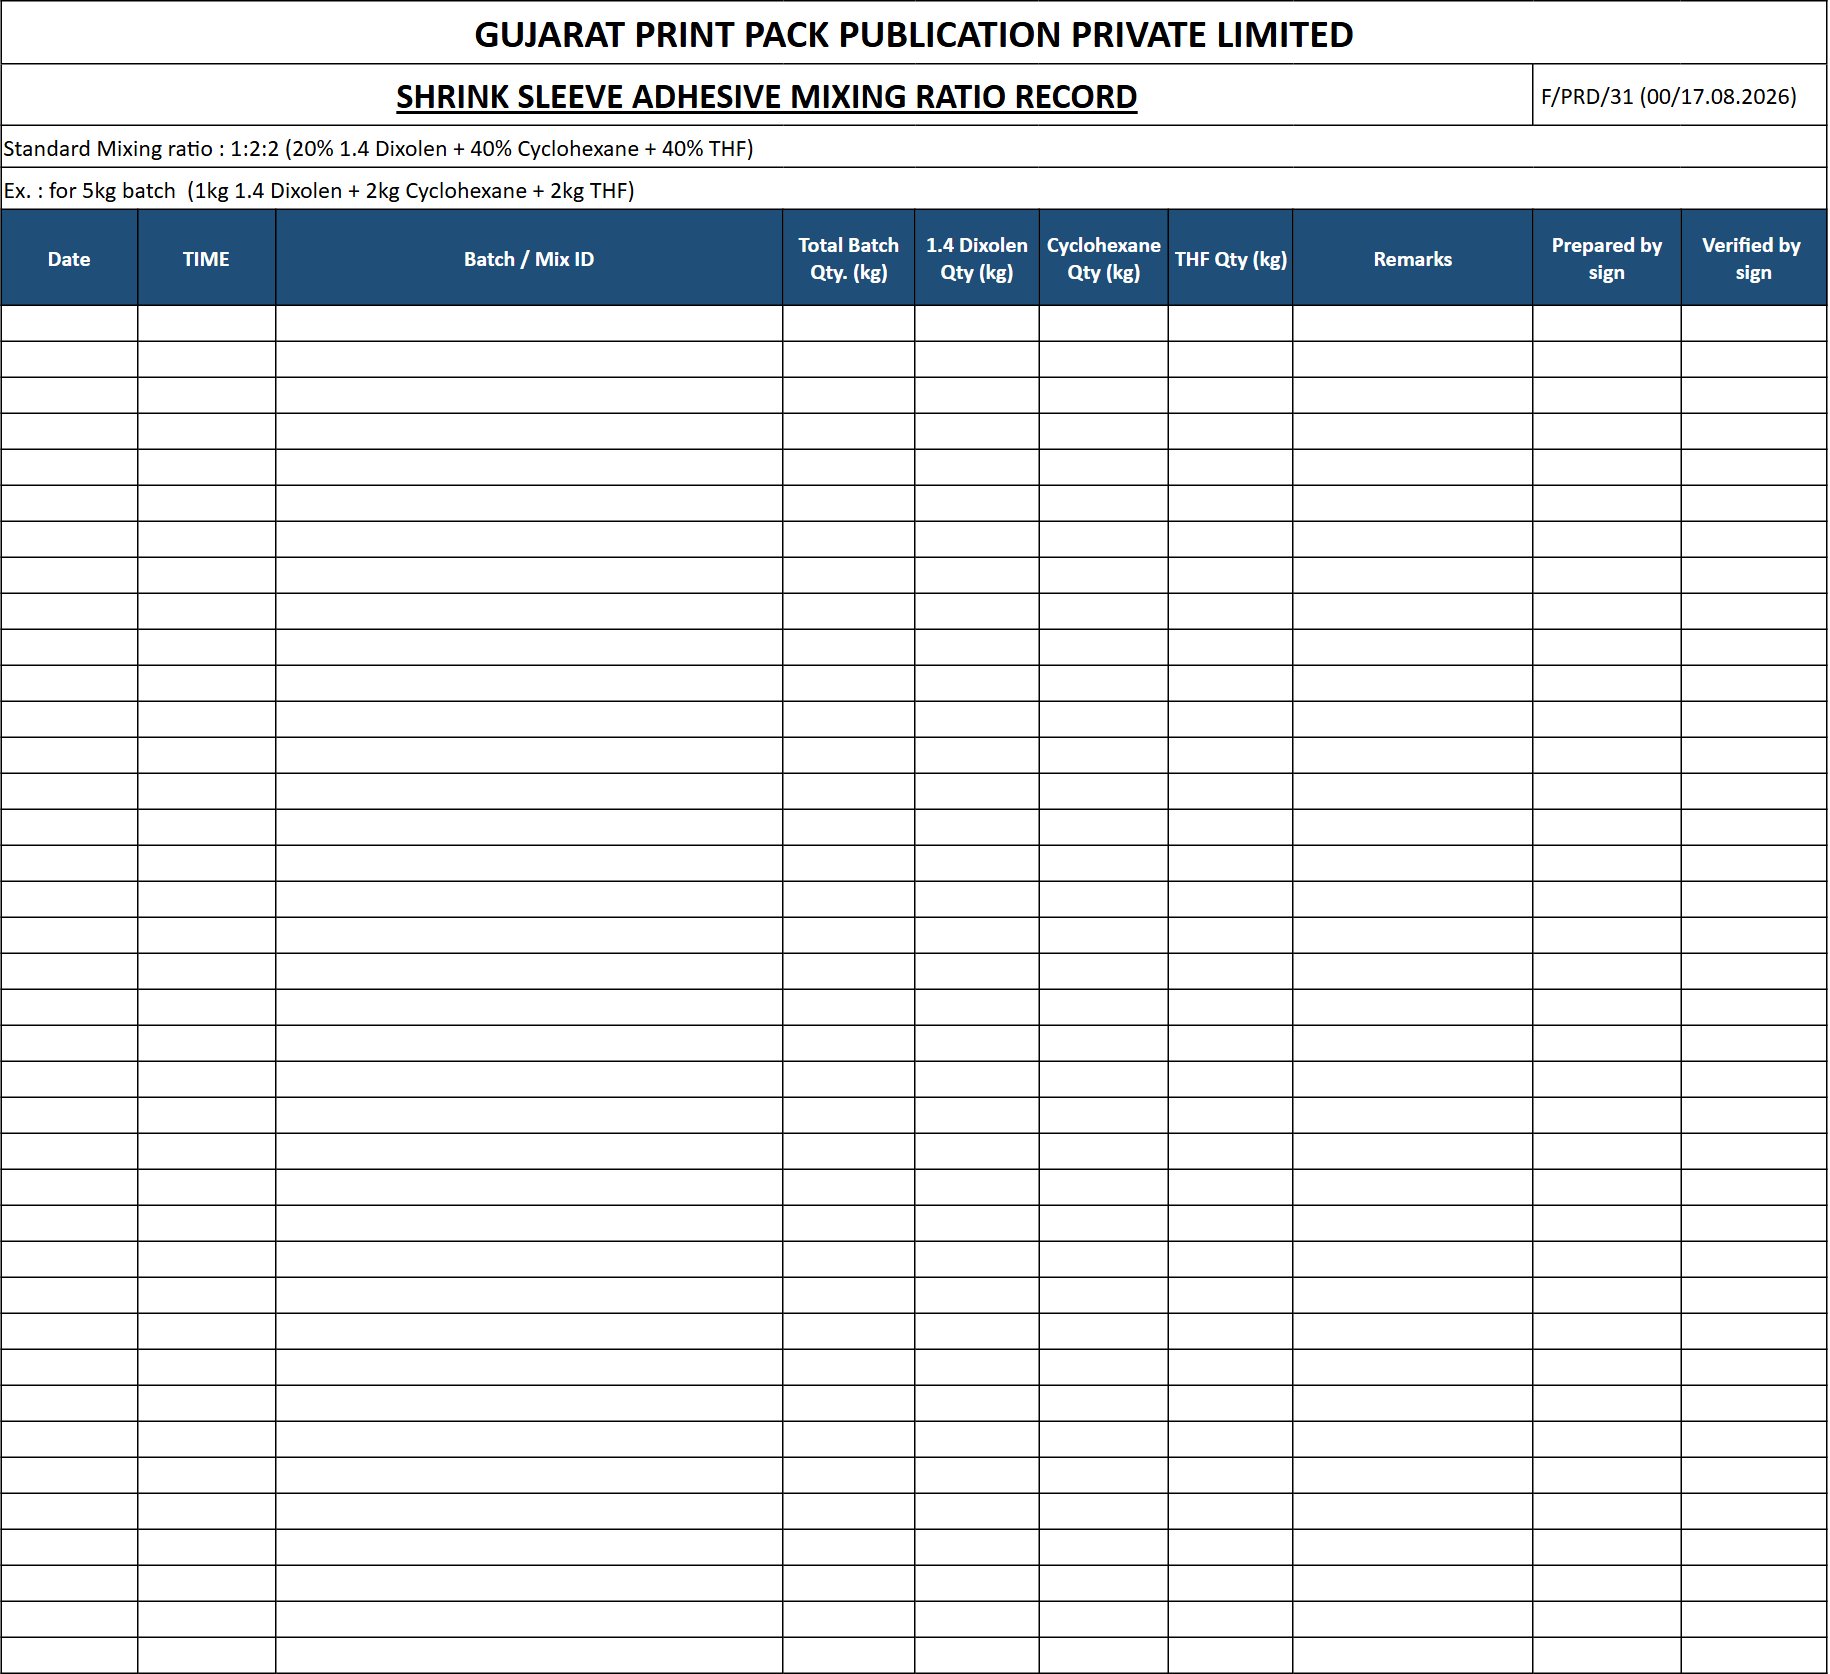 GUJARAT PRINT PACK PUBLICATION PRIVATE LIMITED
SHRINK SLEEVE ADHESIVE MIXING RATIO RECORD
F/PRD/31 (00/17.08.2026)
Standard Mixing ratio : 1:2:2 (20% 1.4 Dixolen + 40% Cyclohexane + 40% THF)
Ex. : for 5kg batch  (1kg 1.4 Dixolen + 2kg Cyclohexane + 2kg THF)
Date
TIME
Batch / Mix ID
Total Batch
Qty. (kg)
1.4 Dixolen
Qty (kg)
Cyclohexane
Qty (kg)
THF Qty (kg)
Remarks
Prepared by
sign
Verified by
sign